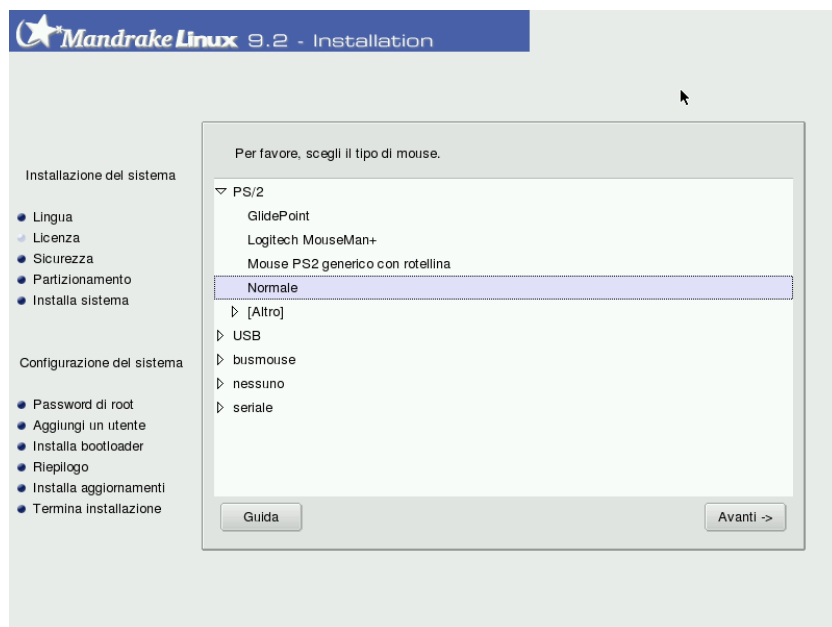 Mandrake Linux 9.2 - Installation
Installazione del sistema
Lingua
Licenza
Sicurezza
Partizionamento
Installa sistema
Configurazione del sistema
Password di root
Aggiungi un utente
Installa bootloader
Riepilogo
Installa aggiornamenti
Termina installazione
Per favore, scegli il tipo di mouse.
PS/2
GlidePoint
Logitech MouseMan+
Mouse PS2 generico con rotellina
Normale
[Altro]
USB
busmouse
nessuno
seriale
Guida
Avanti ->